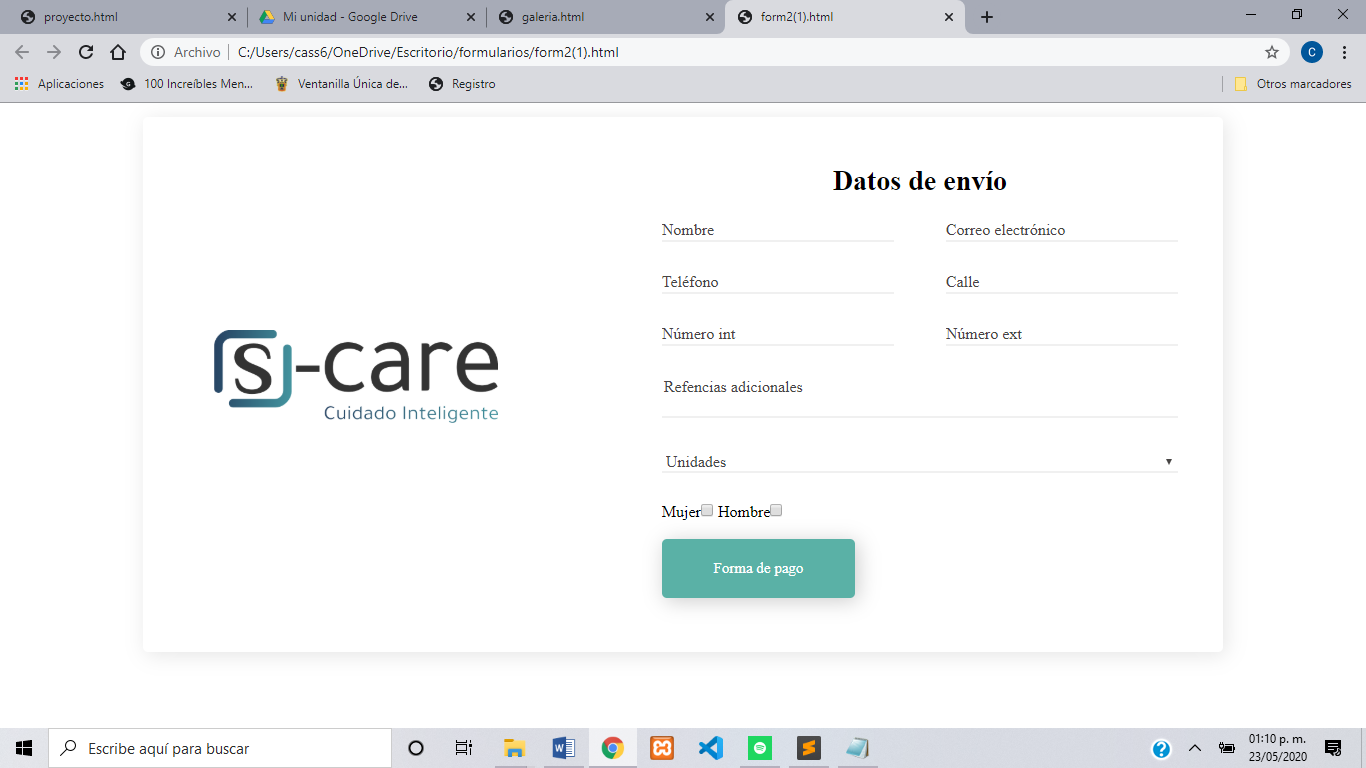 proyecto.html
Mi unidad - Google Drive
galeria.html
form2(1).html
Archivo
C:/Users/cass6/OneDrive/Escritorio/formularios/form2(1).html
C
Aplicaciones
100 Increíbles Men...
Ventanilla Única de...
Registro
Otros marcadores
s-care
Cuidado Inteligente
Datos de envío
Nombre
Correo electrónico
Teléfono
Calle
Número int
Número ext
Refencias adicionales
Unidades
Mujer Hombre
Forma de pago
Escribe aquí para buscar
01:10 p. m.
23/05/2020